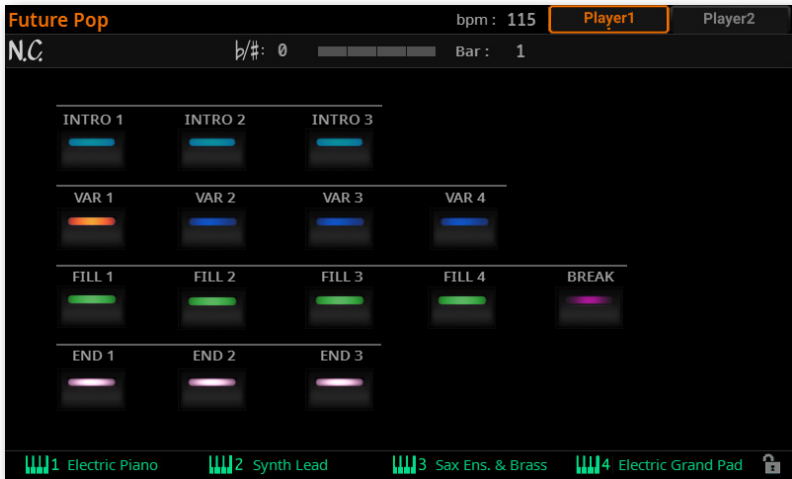 Future Pop bpm: 115 Player1 Player2
N.C. ♭/#: 0 Bar: 1
INTRO 1 INTRO 2 INTRO 3
VAR 1 VAR 2 VAR 3 VAR 4
FILL 1 FILL 2 FILL 3 FILL 4 BREAK
END 1 END 2 END 3
1 Electric Piano 2 Synth Lead 3 Sax Ens. & Brass 4 Electric Grand Pad